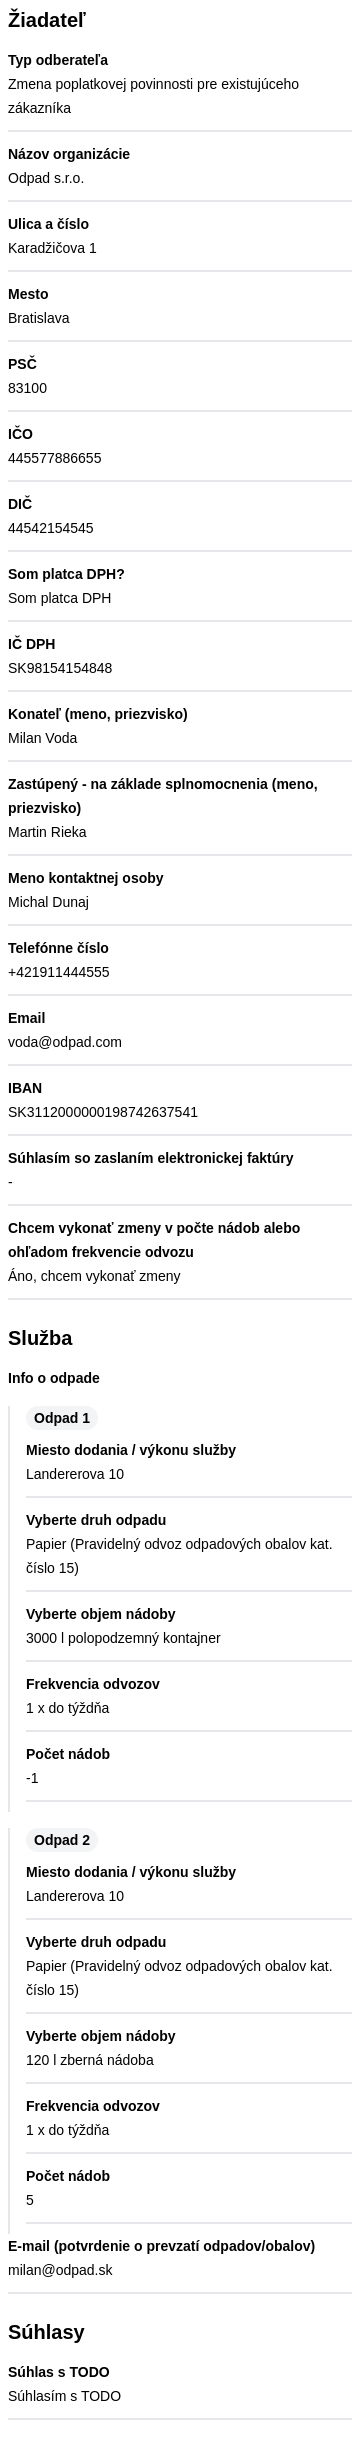 Žiadateľ
Typ odberateľa
Zmena poplatkovej povinnosti pre existujúceho
zákazníka
Názov organizácie
Odpad s.r.o.
Ulica a číslo
Karadžičova 1
Mesto
Bratislava
PSČ
83100
IČO
445577886655
DIČ
44542154545
Som platca DPH?
Som platca DPH
IČ DPH
SK98154154848
Konateľ (meno, priezvisko)
Milan Voda
Zastúpený - na základe splnomocnenia (meno,
priezvisko)
Martin Rieka
Meno kontaktnej osoby
Michal Dunaj
Telefónne číslo
+421911444555
Email
voda@odpad.com
IBAN
SK3112000000198742637541
Súhlasím so zaslaním elektronickej faktúry
-
Chcem vykonať zmeny v počte nádob alebo
ohľadom frekvencie odvozu
Áno, chcem vykonať zmeny
Služba
Info o odpade
Odpad 1
Miesto dodania / výkonu služby
Landererova 10
Vyberte druh odpadu
Papier (Pravidelný odvoz odpadových obalov kat.
číslo 15)
Vyberte objem nádoby
3000 l polopodzemný kontajner
Frekvencia odvozov
1 x do týždňa
Počet nádob
-1
Odpad 2
Miesto dodania / výkonu služby
Landererova 10
Vyberte druh odpadu
Papier (Pravidelný odvoz odpadových obalov kat.
číslo 15)
Vyberte objem nádoby
120 l zberná nádoba
Frekvencia odvozov
1 x do týždňa
Počet nádob
5
E-mail (potvrdenie o prevzatí odpadov/obalov)
milan@odpad.sk
Súhlasy
Súhlas s TODO
Súhlasím s TODO